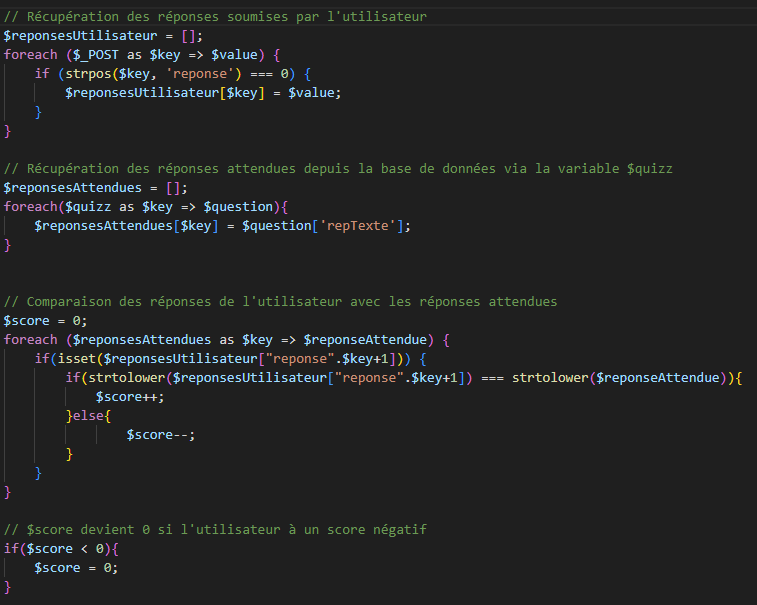 // Récupération des réponses soumises par l'utilisateur
$reponsesUtilisateur = [];
foreach ($_POST as $key => $value) {
if (strpos($key, 'reponse') === 0) {
$reponsesUtilisateur[$key] = $value;
}
}
// Récupération des réponses attendues depuis la base de données via la variable $quizz
$reponsesAttendues = [];
foreach($quizz as $key => $question){
$reponsesAttendues[$key] = $question['repTexte'];
}
// Comparaison des réponses de l'utilisateur avec les réponses attendues
$score = 0;
foreach ($reponsesAttendues as $key => $reponseAttendue) {
if(isset($reponsesUtilisateur["reponse".$key+1])) {
if(strtolower($reponsesUtilisateur["reponse".$key+1]) === strtolower($reponseAttendue)){
$score++;
}else{
$score--;
}
}
}
// $score devient 0 si l'utilisateur à un score négatif
if($score < 0){
$score = 0;
}